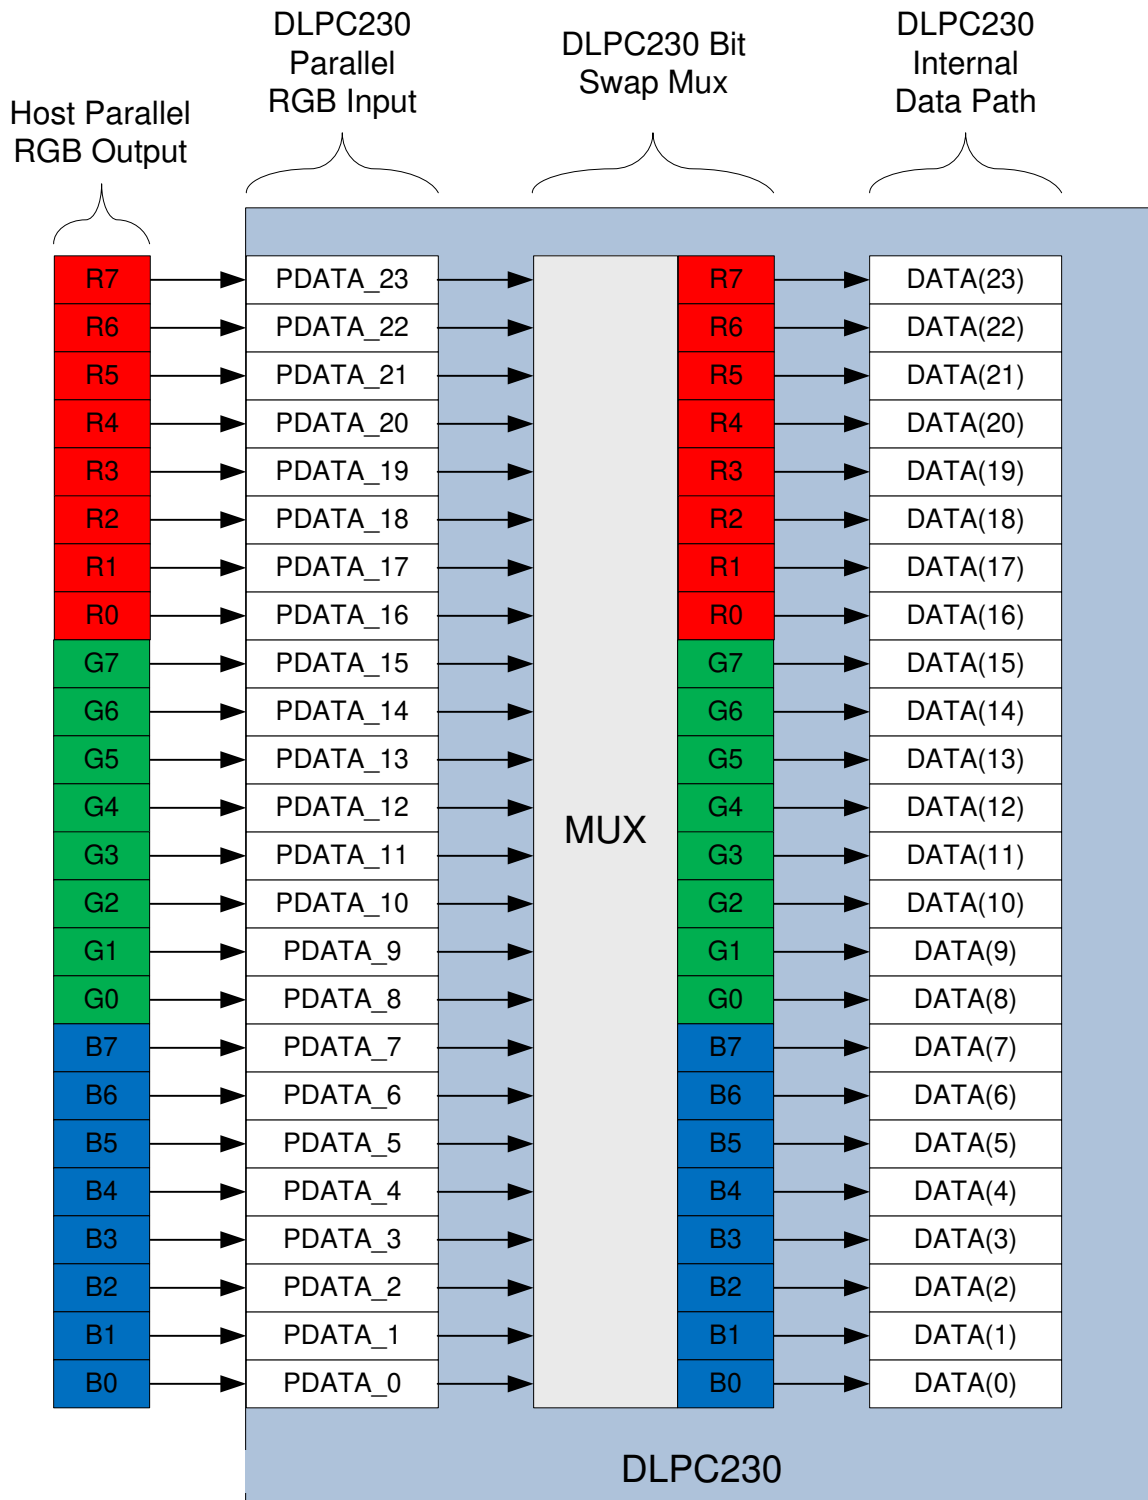 Host Parallel
RGB Output
DLPC230
Parallel
RGB Input
DLPC230 Bit
Swap Mux
DLPC230
Internal
Data Path
R7 PDATA_23 R7 DATA(23)
R6 PDATA_22 R6 DATA(22)
R5 PDATA_21 R5 DATA(21)
R4 PDATA_20 R4 DATA(20)
R3 PDATA_19 R3 DATA(19)
R2 PDATA_18 R2 DATA(18)
R1 PDATA_17 R1 DATA(17)
R0 PDATA_16 R0 DATA(16)
G7 PDATA_15 G7 DATA(15)
G6 PDATA_14 G6 DATA(14)
G5 PDATA_13 G5 DATA(13)
G4 PDATA_12 G4 DATA(12)
MUX
G3 PDATA_11 G3 DATA(11)
G2 PDATA_10 G2 DATA(10)
G1 PDATA_9 G1 DATA(9)
G0 PDATA_8 G0 DATA(8)
B7 PDATA_7 B7 DATA(7)
B6 PDATA_6 B6 DATA(6)
B5 PDATA_5 B5 DATA(5)
B4 PDATA_4 B4 DATA(4)
B3 PDATA_3 B3 DATA(3)
B2 PDATA_2 B2 DATA(2)
B1 PDATA_1 B1 DATA(1)
B0 PDATA_0 B0 DATA(0)
DLPC230